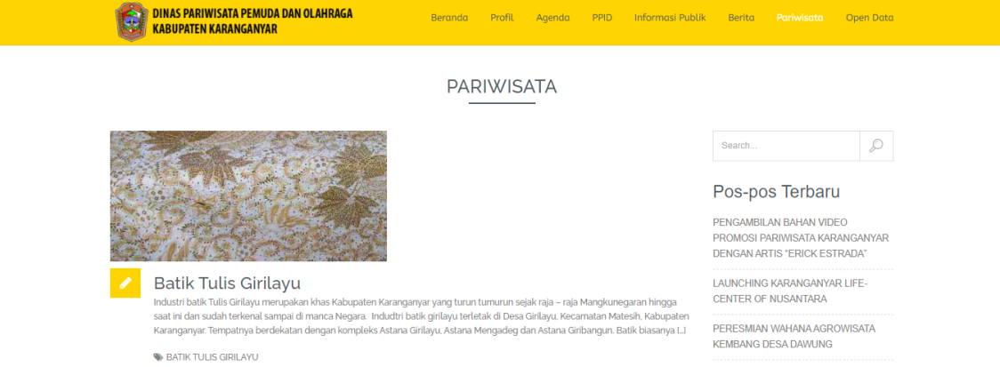 DINAS PARIWISATA PEMUDA DAN OLAHRAGA
KABUPATEN KARANGANYAR
Beranda Profil Agenda PPID Informasi Publik Berita Pariwisata Open Data
PARIWISATA
Batik Tulis Girilayu
Industri batik Tulis Girilayu merupakan khas Kabupaten Karanganyar yang turun tumurun sejak raja – raja Mangkunegaran hingga
saat ini dan sudah terkenal sampai di manca Negara. Indudtri batik girilayu terletak di Desa Girilayu, Kecamatan Matesih, Kabupaten
Karanganyar. Tempatnya berdekatan dengan kompleks Astana Girilayu, Astana Mengadeg dan Astana Giribangun. Batik biasanya [...]
BATIK TULIS GIRILAYU
Search...
Pos-pos Terbaru
PENGAMBILAN BAHAN VIDEO
PROMOSI PARIWISATA KARANGANYAR
DENGAN ARTIS “ERICK ESTRADA”
LAUNCHING KARANGANYAR LIFE-
CENTER OF NUSANTARA
PERESMIAN WAHANA AGROWISATA
KEMBANG DESA DAWUNG